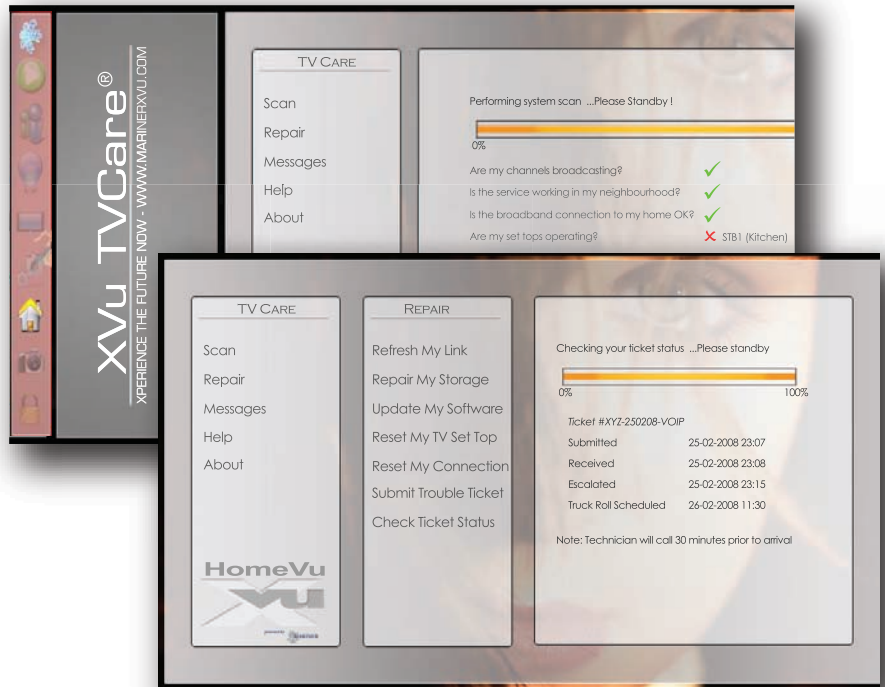 XVu TVCare®
XPERIENCE THE FUTURE NOW - WWW.MARINERXVU.COM
TV CARE
Scan
Repair
Messages
Help
About
Performing system scan ...Please Standby !
0%
Are my channels broadcasting?
Is the service working in my neighbourhood?
Is the broadband connection to my home OK?
Are my set tops operating? STB1 (Kitchen)
TV CARE
Scan
Repair
Messages
Help
About
HomeVu
XVu
REPAIR
Refresh My Link
Repair My Storage
Update My Software
Reset My TV Set Top
Reset My Connection
Submit Trouble Ticket
Check Ticket Status
Checking your ticket status ...Please standby
0% 100%
Ticket #XYZ-250208-VOIP
Submitted 25-02-2008 23:07
Received 25-02-2008 23:08
Escalated 25-02-2008 23:15
Truck Roll Scheduled 26-02-2008 11:30
Note: Technician will call 30 minutes prior to arrival